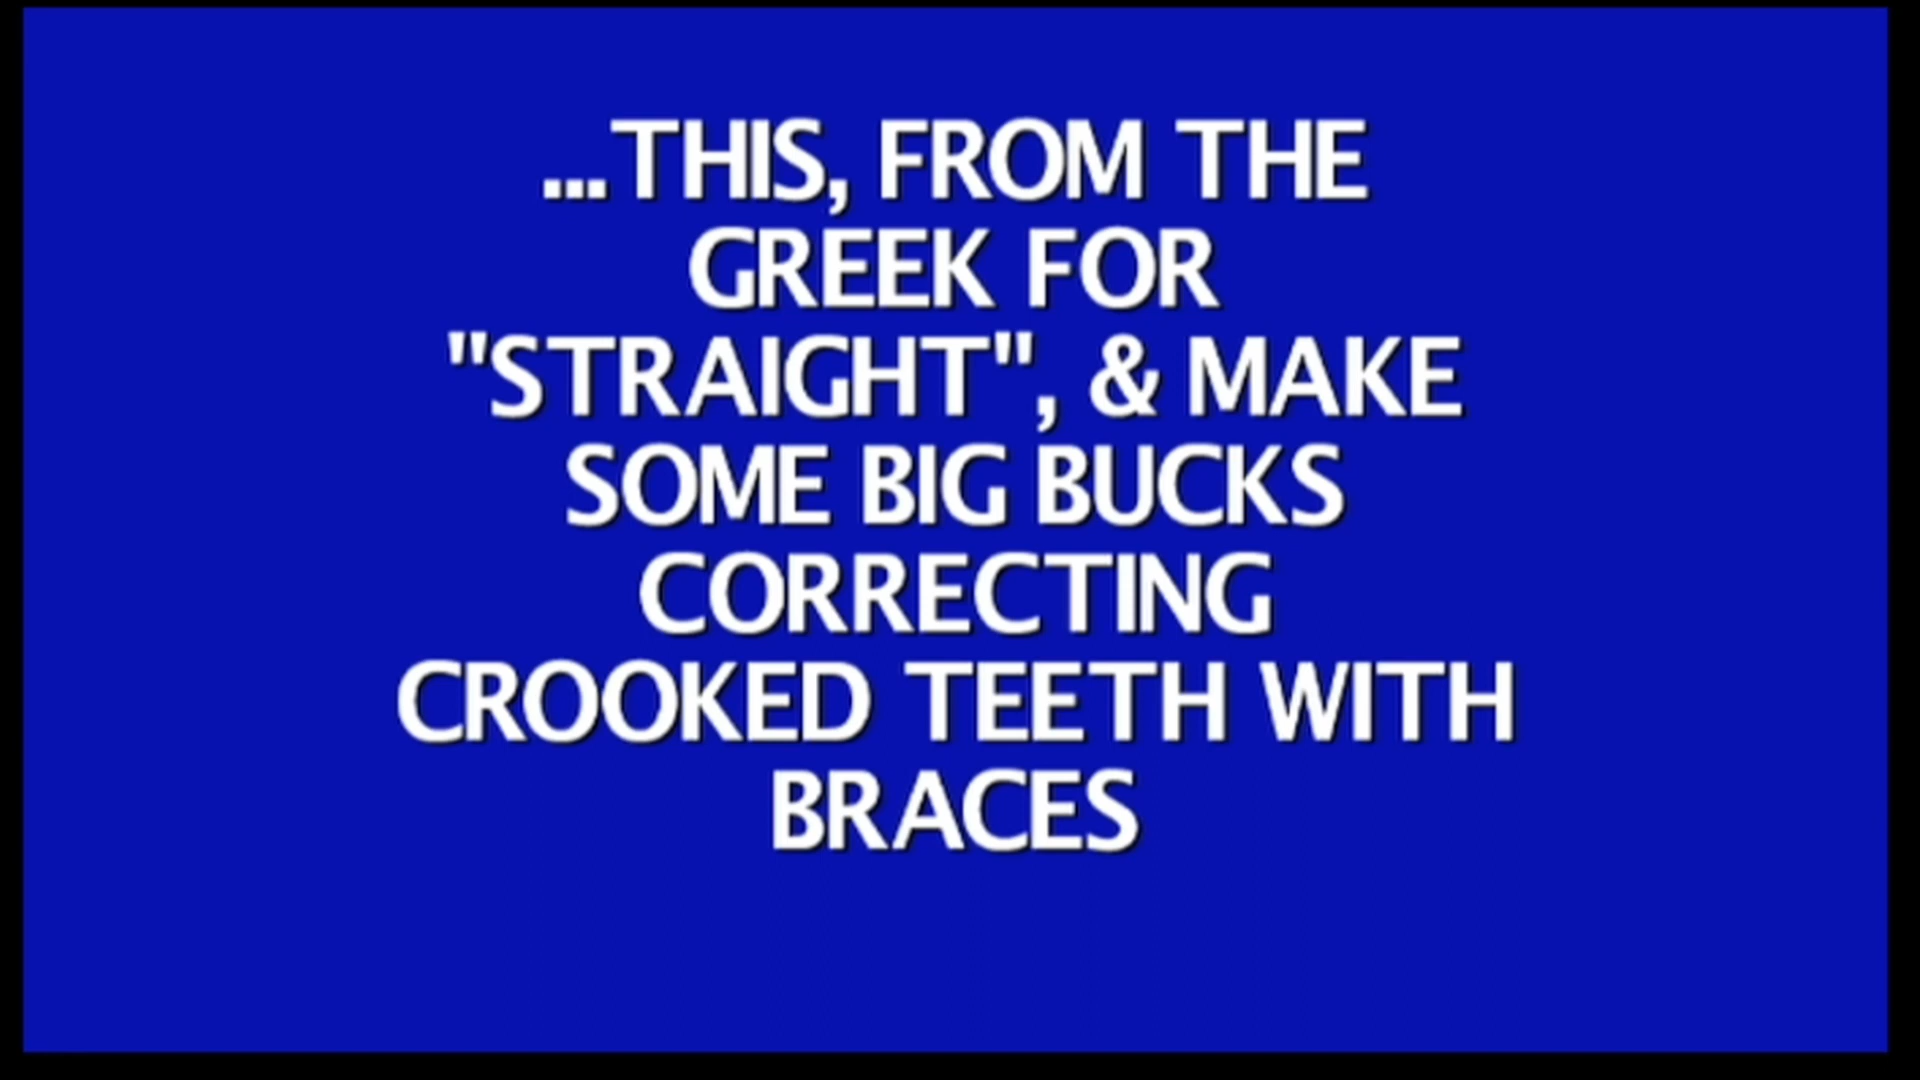 ...THIS, FROM THE
GREEK FOR
"STRAIGHT", & MAKE
SOME BIG BUCKS
CORRECTING
CROOKED TEETH WITH
BRACES